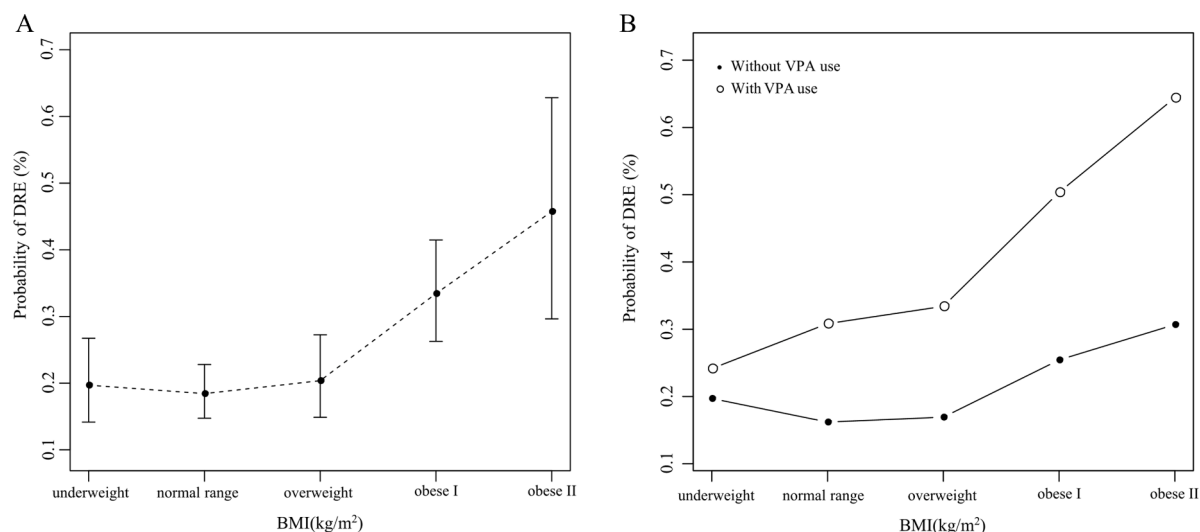 A
Probability of DRE (%)
0.7
0.6
0.5
0.4
0.3
0.2
0.1
underweight normal range overweight obese I obese II
BMI(kg/m²)
B
Without VPA use
With VPA use
Probability of DRE (%)
0.7
0.6
0.5
0.4
0.3
0.2
0.1
underweight normal range overweight obese I obese II
BMI(kg/m²)